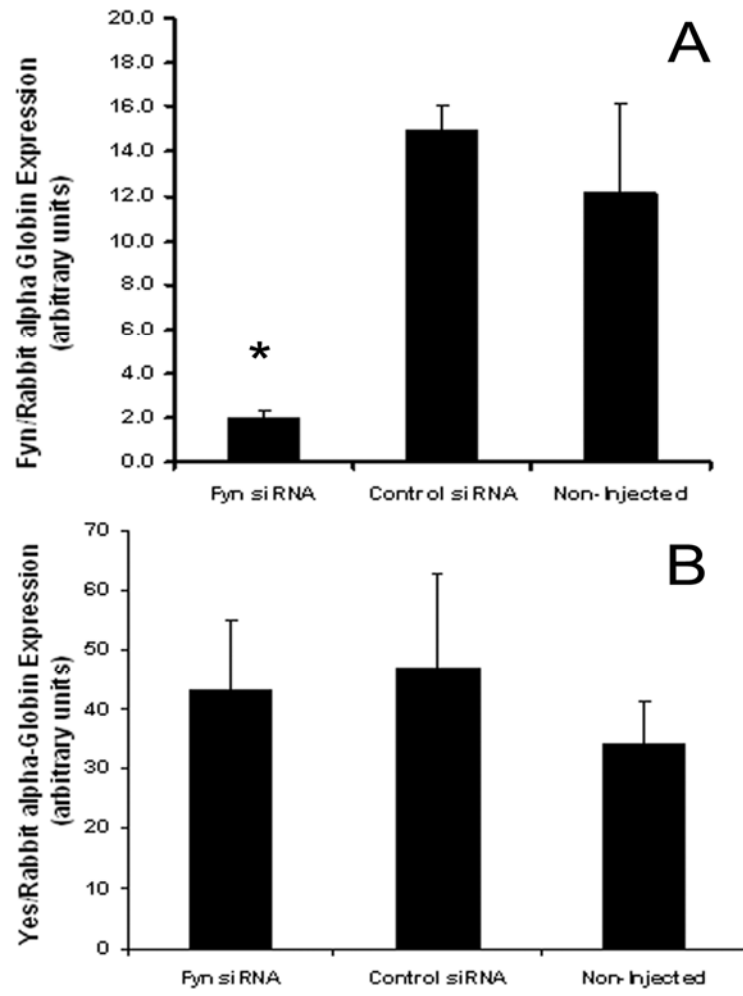 A
Fyn/Rabbit alpha Globin Expression
(arbitrary units)
20.0
18.0
16.0
14.0
12.0
10.0
8.0
6.0
4.0
2.0
0.0
*
Fyn siRNA Control siRNA Non-Injected
B
Yes/Rabbit alpha-Globin Expression
(arbitrary units)
70
60
50
40
30
20
10
0
Fyn siRNA Control siRNA Non-Injected